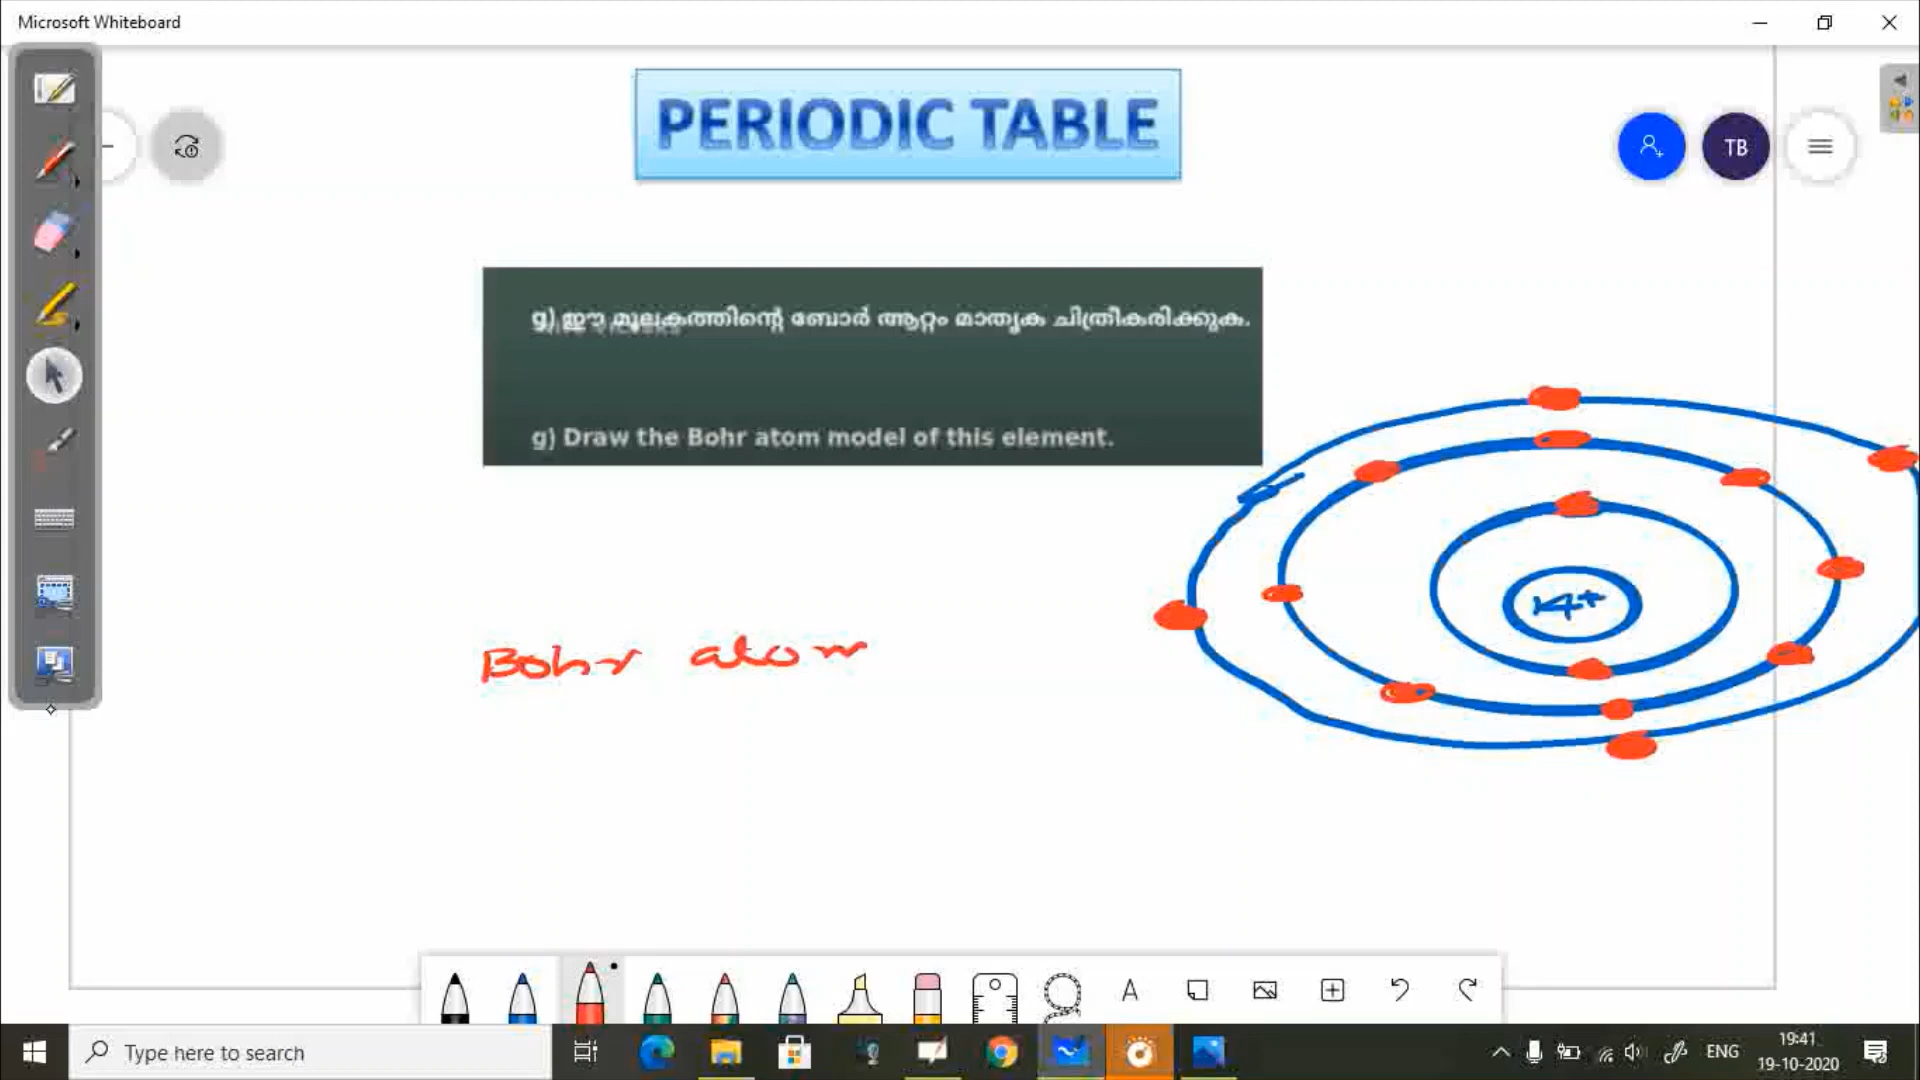 Microsoft Whiteboard
PERIODIC TABLE
TB
g) ഈ മൂലകത്തിന്റെ ബോർ ആറ്റം മാതൃക ചിത്രീകരിക്കുക.
g) Draw the Bohr atom model of this element.
14+
Bohr atom
A
Type here to search
ENG
19:41
19-10-2020